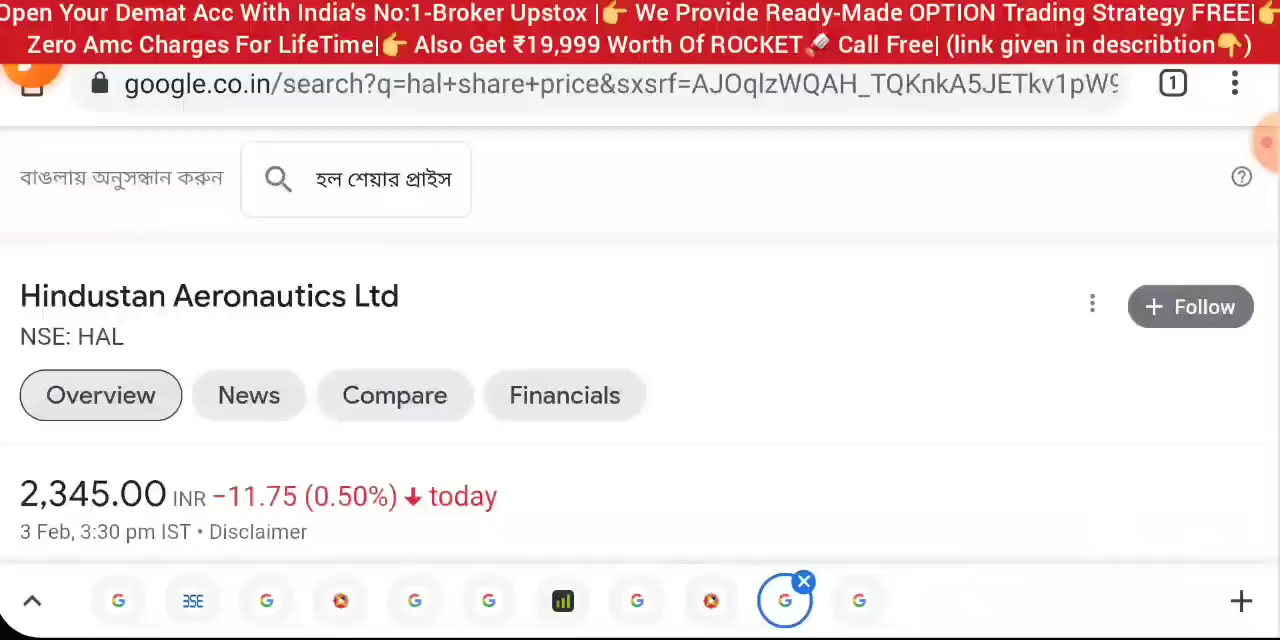 Open Your Demat Acc With India's No:1-Broker Upstox |👉 We Provide Ready-Made OPTION Trading Strategy FREE|👉
Zero Amc Charges For LifeTime|👉 Also Get ₹19,999 Worth Of ROCKET🚀 Call Free| (link given in describtion👇)
google.co.in/search?q=hal+share+price&sxsrf=AJOqlzWQAH_TQKnkA5JETkv1pW9
1
বাঙলায় অনুসন্ধান করুন
হল শেয়ার প্রাইস
Hindustan Aeronautics Ltd
+ Follow
NSE: HAL
Overview News Compare Financials
2,345.00 INR −11.75 (0.50%) ↓ today
3 Feb, 3:30 pm IST • Disclaimer
BSE